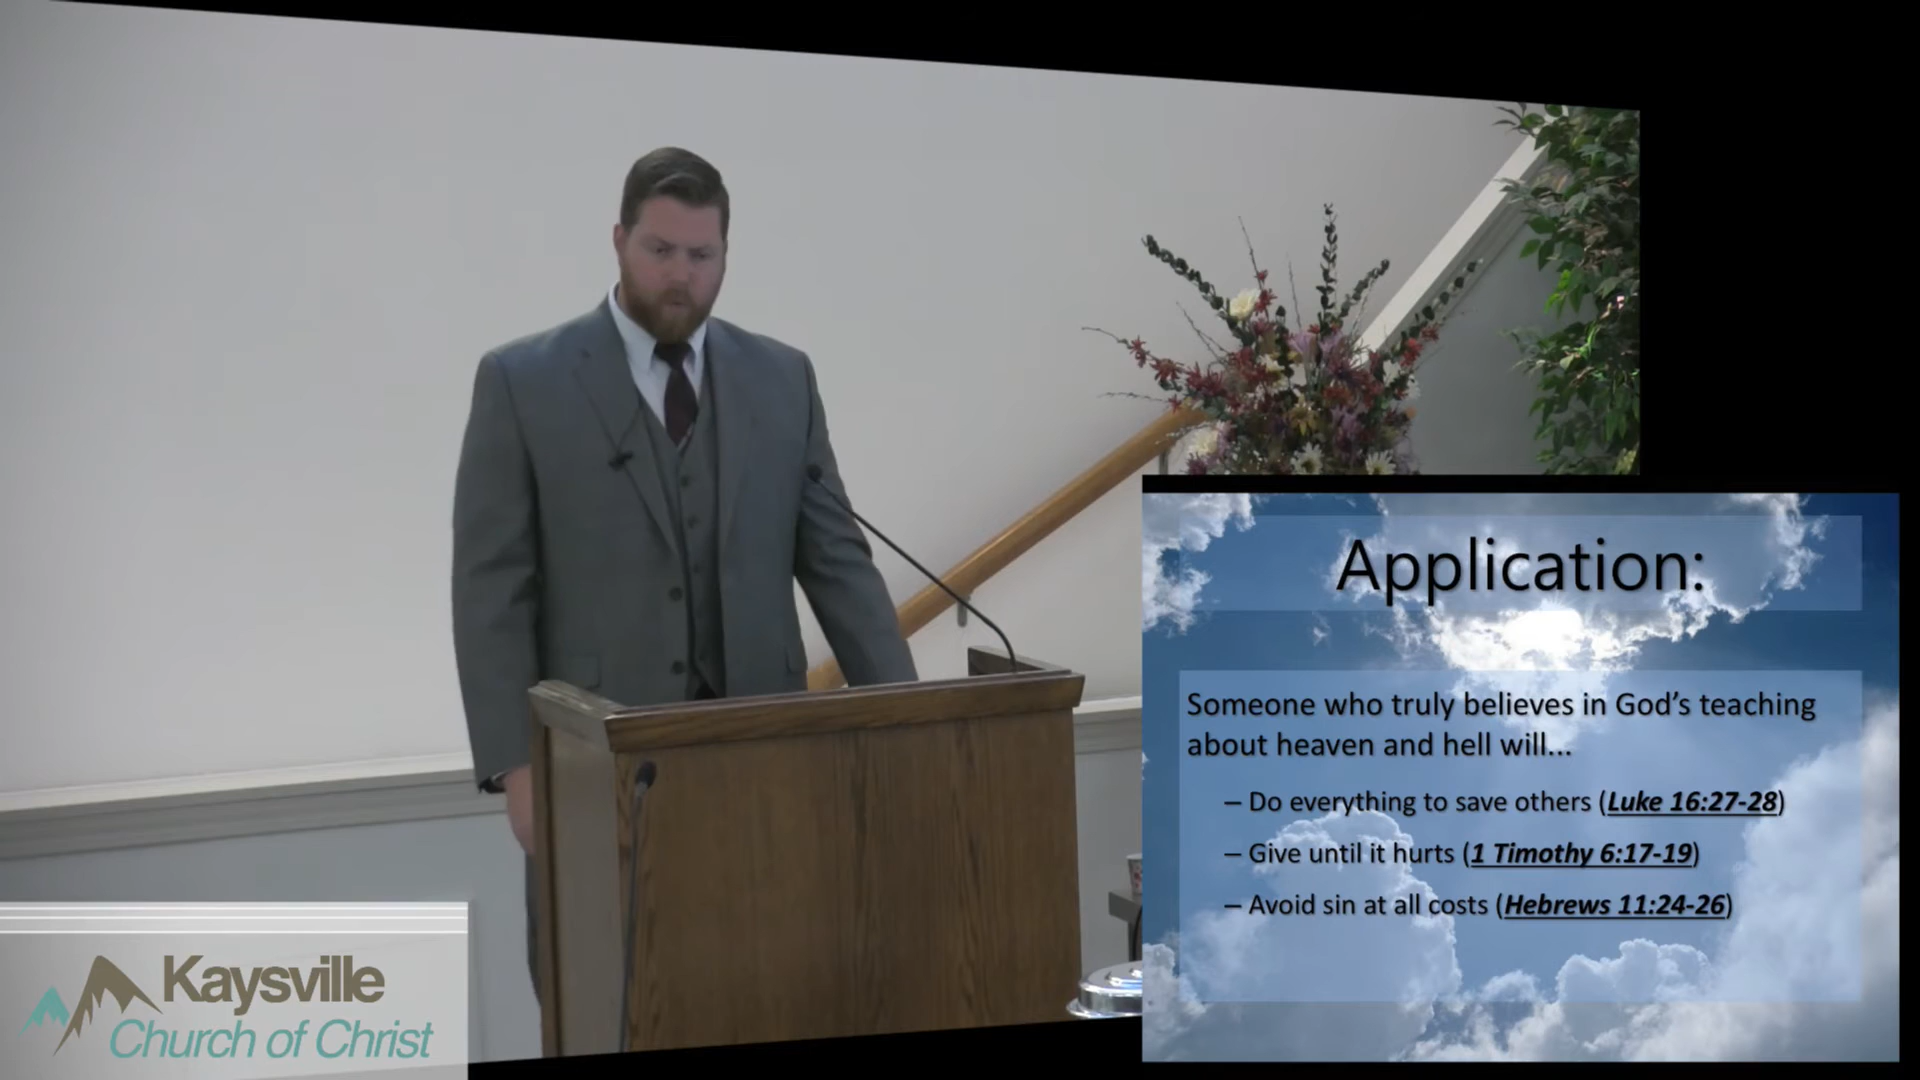 Application:
Someone who truly believes in God's teaching
about heaven and hell will...
– Do everything to save others (Luke 16:27-28)
– Give until it hurts (1 Timothy 6:17-19)
– Avoid sin at all costs (Hebrews 11:24-26)
Kaysville
Church of Christ